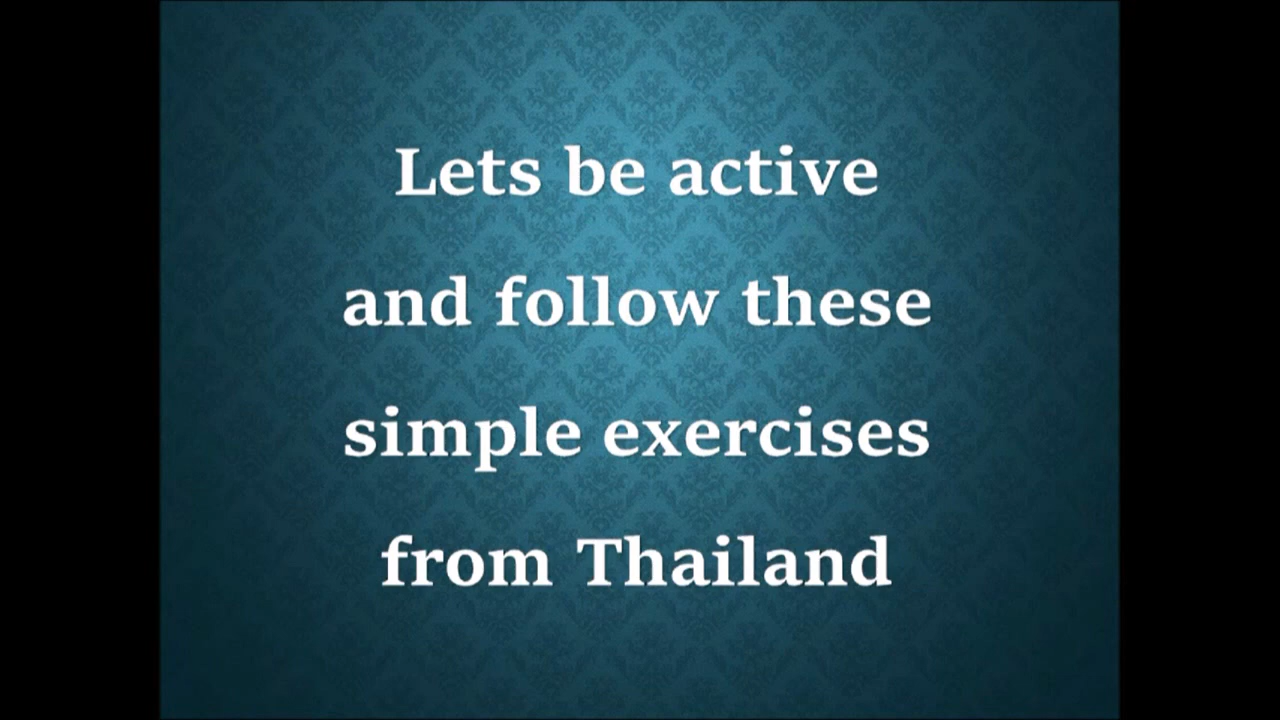 Lets be active
and follow these
simple exercises
from Thailand